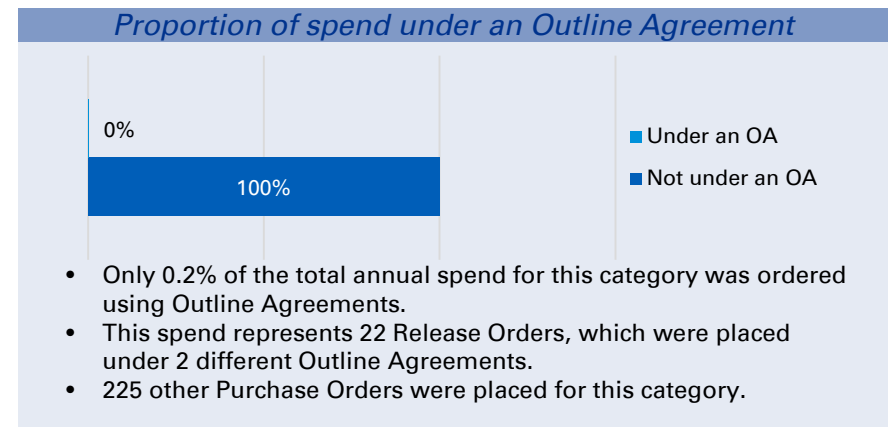 Proportion of spend under an Outline Agreement
0%
Under an OA
100%
Not under an OA
• Only 0.2% of the total annual spend for this category was ordered
using Outline Agreements.
• This spend represents 22 Release Orders, which were placed
under 2 different Outline Agreements.
• 225 other Purchase Orders were placed for this category.